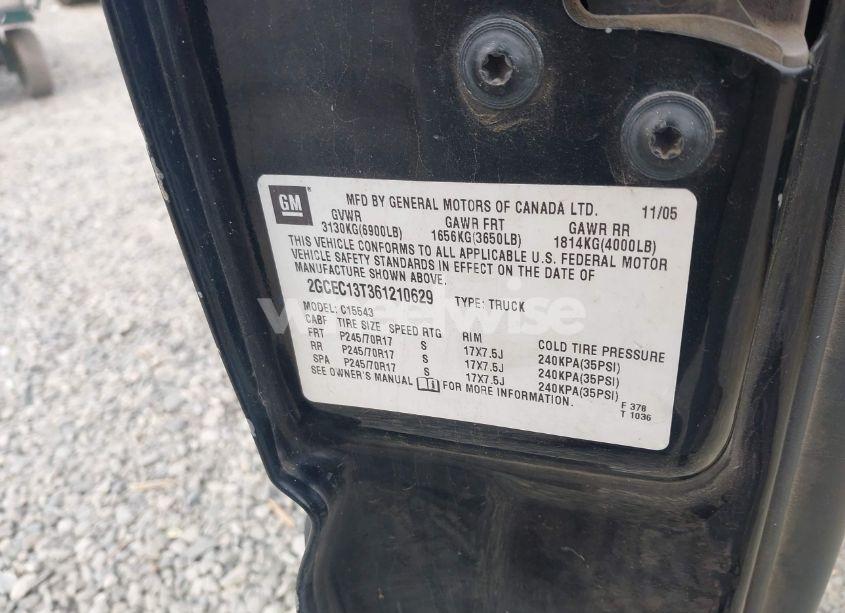 GM ®
MFD BY GENERAL MOTORS OF CANADA LTD. 11/05
GVWR GAWR FRT GAWR RR
3130KG(6900LB) 1656KG(3650LB) 1814KG(4000LB)
THIS VEHICLE CONFORMS TO ALL APPLICABLE U.S. FEDERAL MOTOR
VEHICLE SAFETY STANDARDS IN EFFECT ON THE DATE OF
MANUFACTURE SHOWN ABOVE.
2GCEC13T361210629 TYPE: TRUCK
MODEL: C15543
CABF TIRE SIZE SPEED RTG RIM COLD TIRE PRESSURE
FRT P245/70R17 S 17X7.5J 240KPA(35PSI)
RR P245/70R17 S 17X7.5J 240KPA(35PSI)
SPA P245/70R17 S 17X7.5J 240KPA(35PSI)
SEE OWNER'S MANUAL FOR MORE INFORMATION.
F 378
T 1036
wheelwise